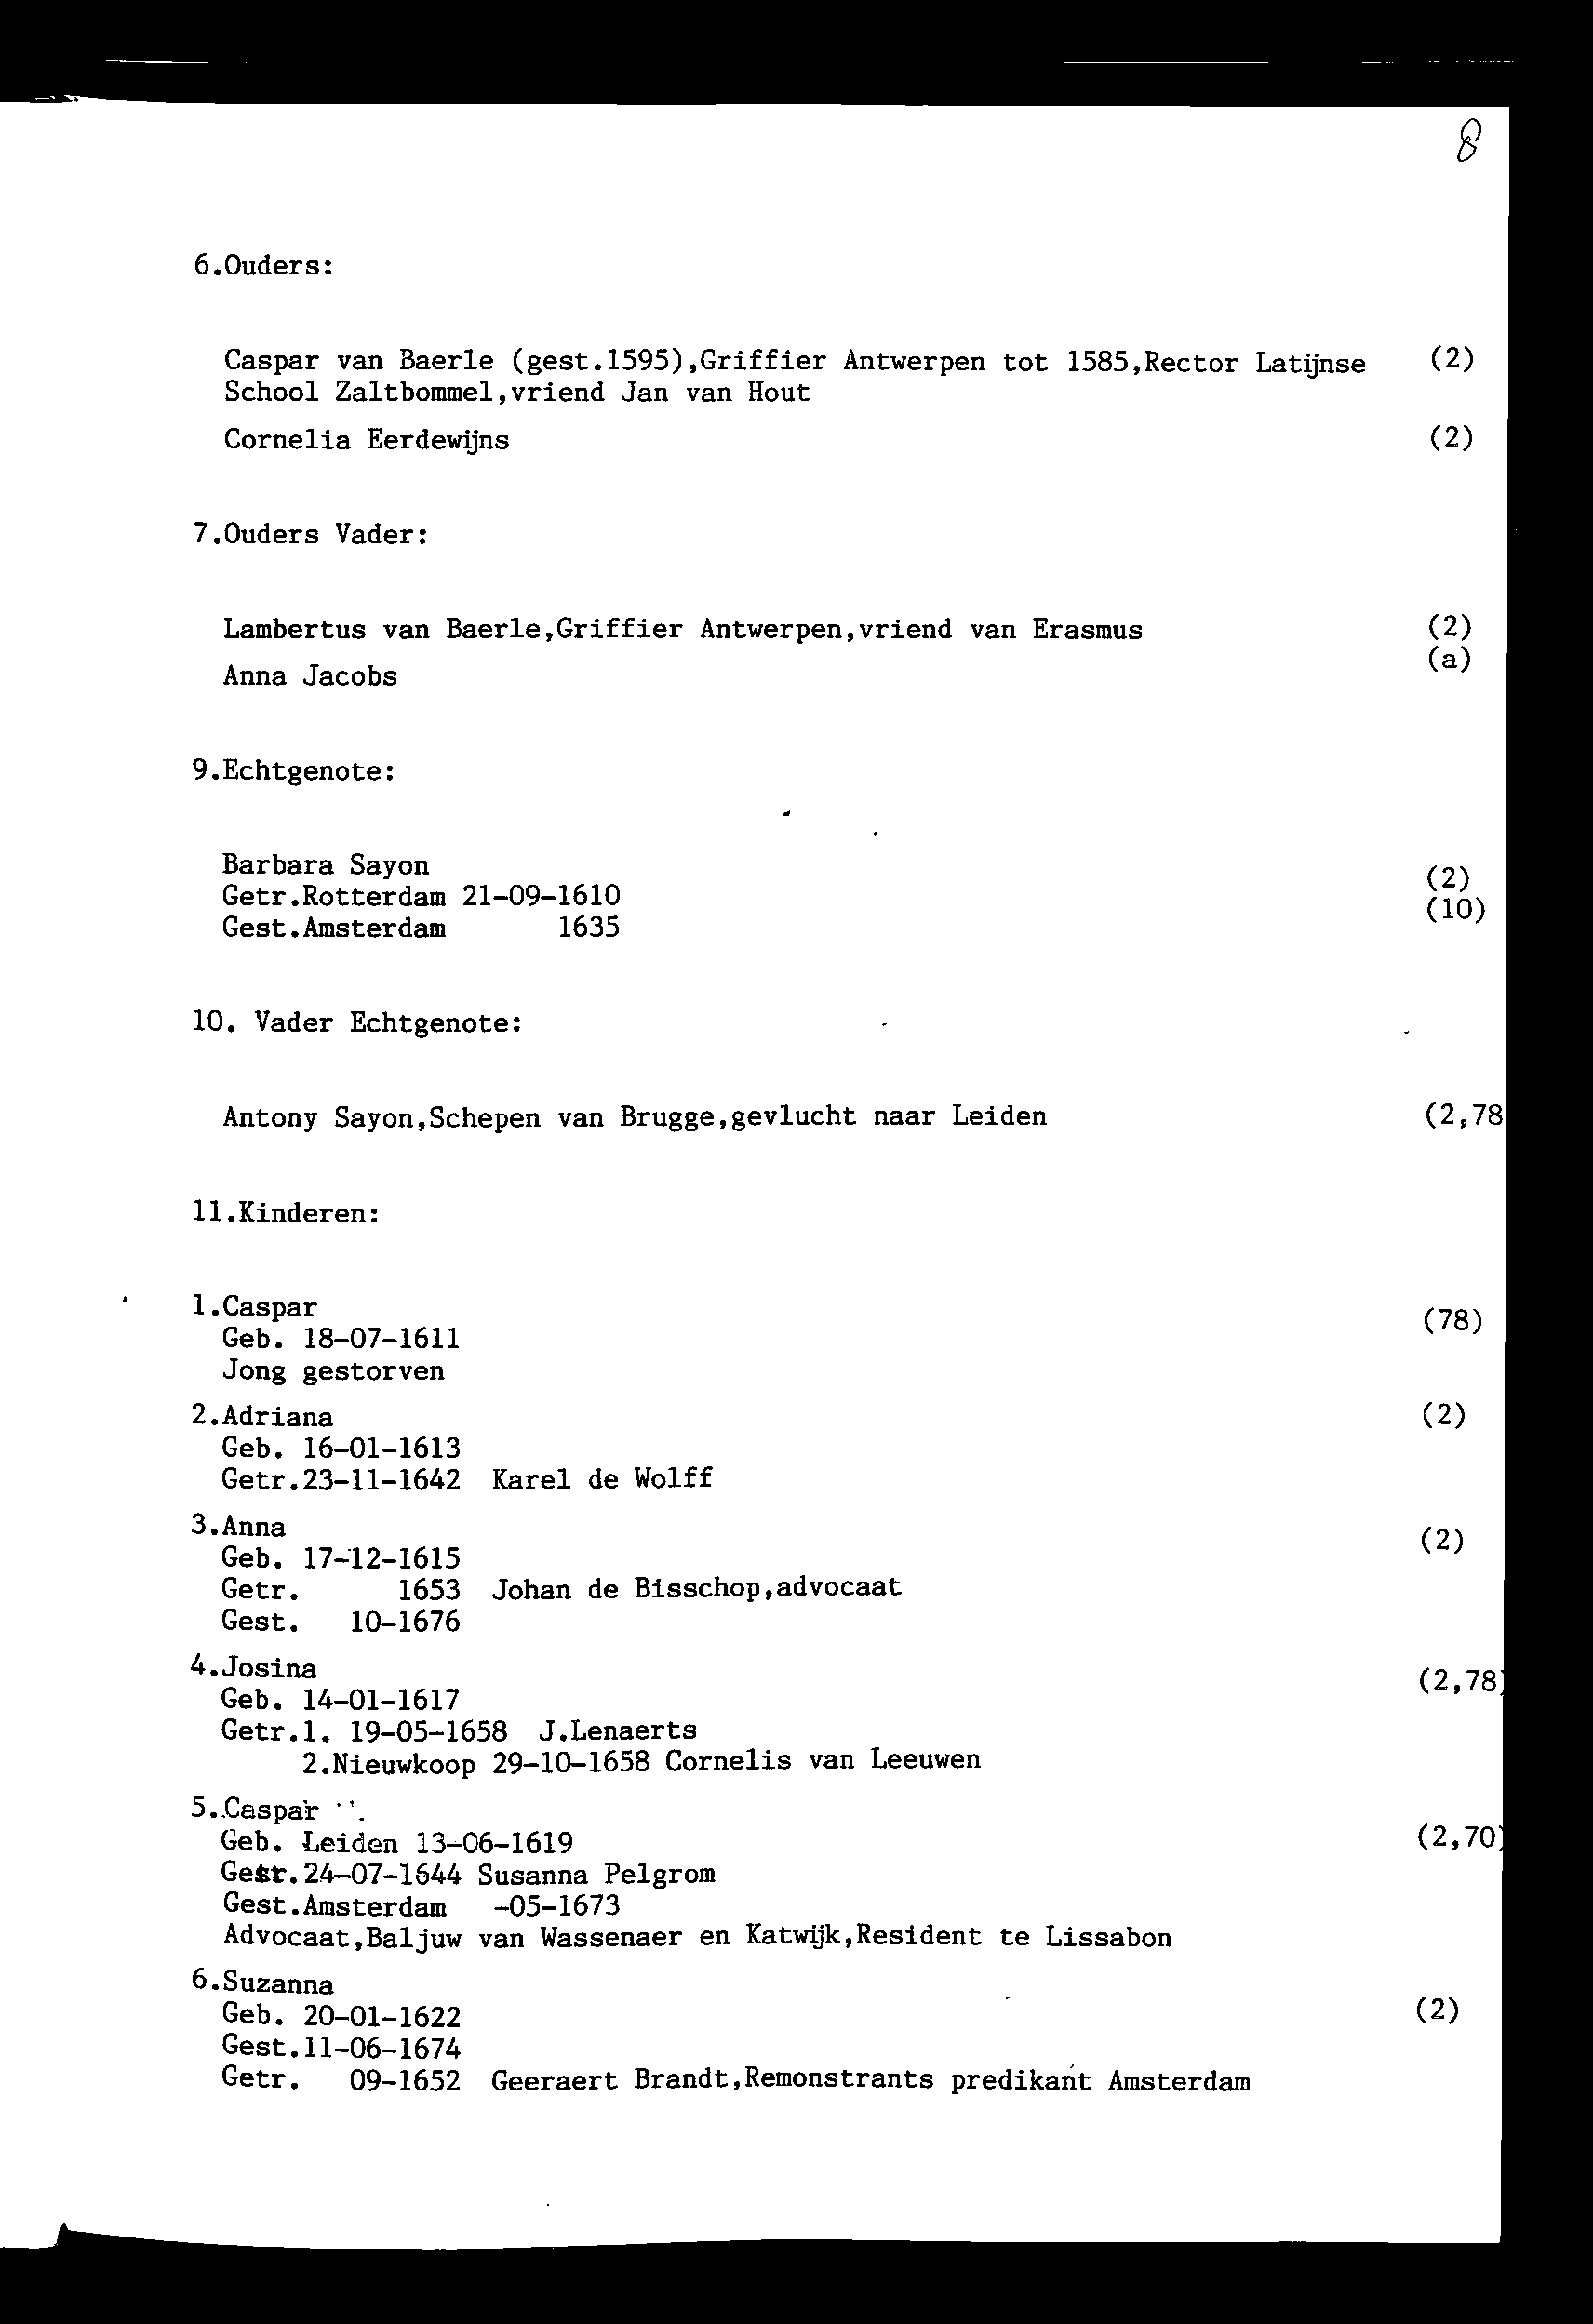 8
6.Ouders:
Caspar van Baerle (gest.1595),Griffier Antwerpen tot 1585,Rector Latijnse (2)
School Zaltbommel,vriend Jan van Hout
Cornelia Eerdewijns (2)
7.Ouders Vader:
Lambertus van Baerle,Griffier Antwerpen,vriend van Erasmus (2)
(a)
Anna Jacobs
9.Echtgenote:
Barbara Sayon (2)
Getr.Rotterdam 21-09-1610 (10)
Gest.Amsterdam 1635
10. Vader Echtgenote:
Antony Sayon,Schepen van Brugge,gevlucht naar Leiden (2,78
11.Kinderen:
1.Caspar (78)
Geb. 18-07-1611
Jong gestorven
2.Adriana (2)
Geb. 16-01-1613
Getr.23-11-1642 Karel de Wolff
3.Anna (2)
Geb. 17-12-1615
Getr. 1653 Johan de Bisschop,advocaat
Gest. 10-1676
4.Josina (2,78)
Geb. 14-01-1617
Getr.1. 19-05-1658 J.Lenaerts
2.Nieuwkoop 29-10-1658 Cornelis van Leeuwen
5.Caspar
Geb. Leiden 13-06-1619 (2,70)
Getr.24-07-1644 Susanna Pelgrom
Gest.Amsterdam -05-1673
Advocaat,Baljuw van Wassenaer en Katwijk,Resident te Lissabon
6.Suzanna
Geb. 20-01-1622 (2)
Gest.11-06-1674
Getr. 09-1652 Geeraert Brandt,Remonstrants predikant Amsterdam